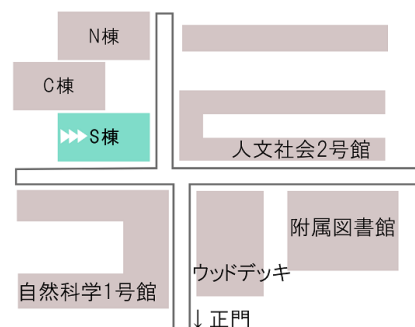 N棟
C棟
S棟
人文社会2号館
附属図書館
ウッドデッキ
自然科学1号館
↓正門